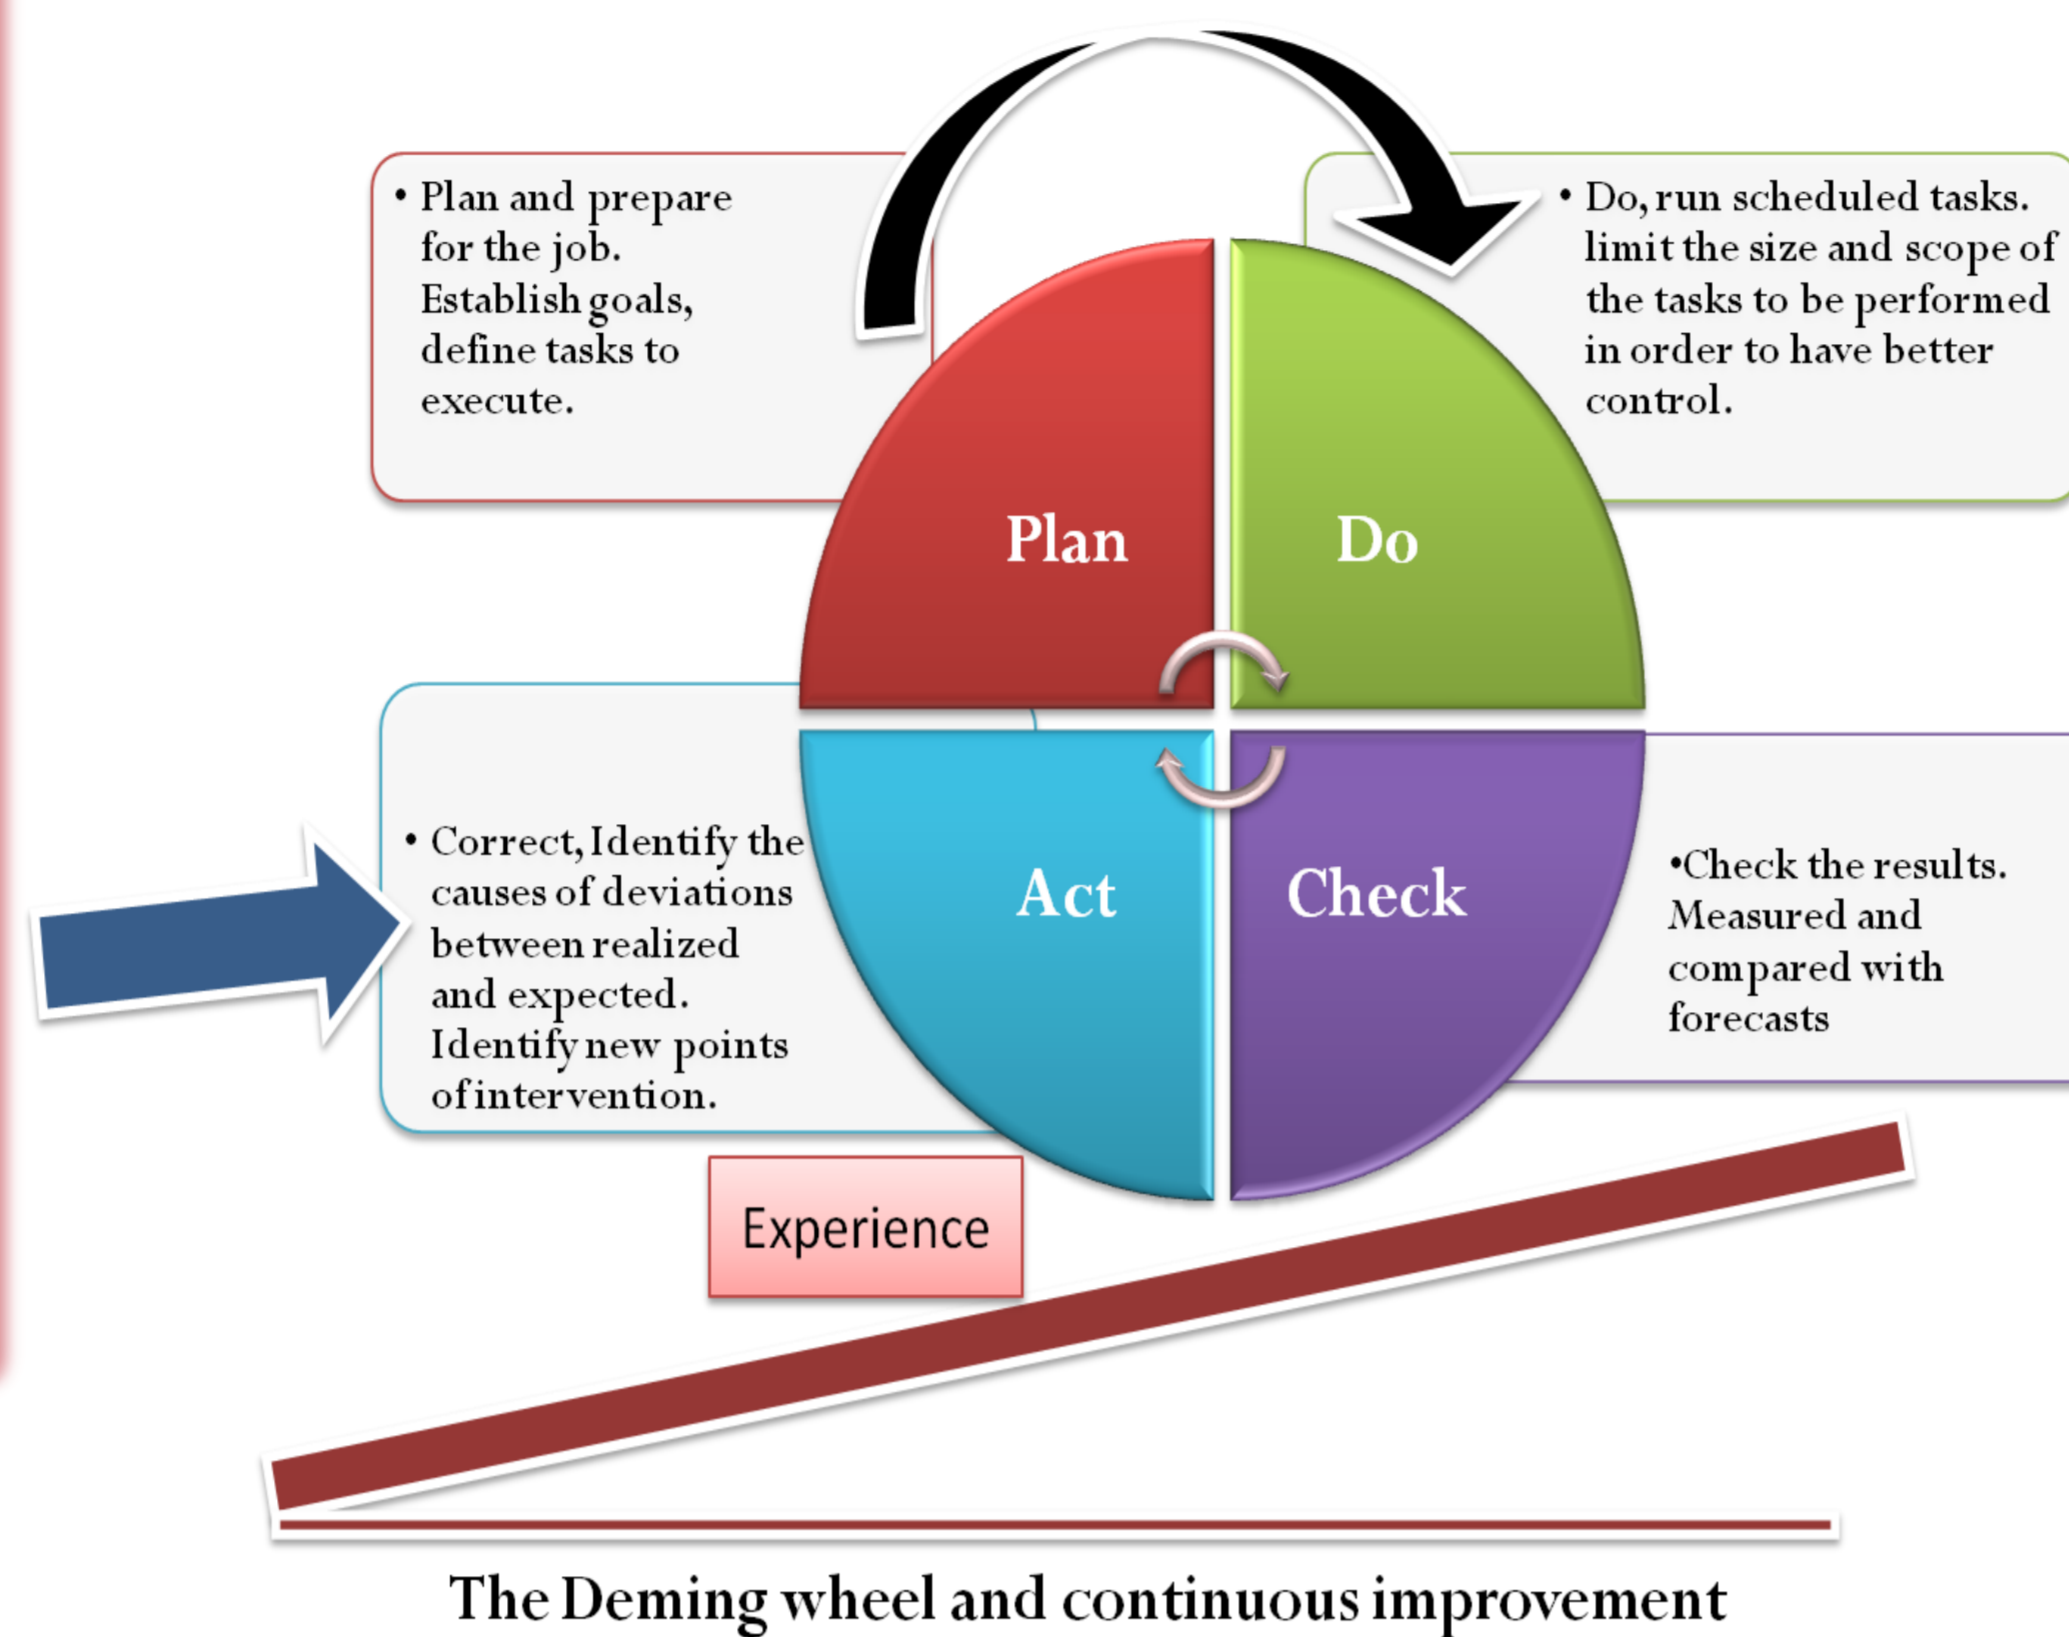 • Plan and prepare
for the job.
Establish goals,
define tasks to
execute.
• Do, run scheduled tasks.
limit the size and scope of
the tasks to be performed
in order to have better
control.
Plan
Do
Act
Check
• Correct, Identify the
causes of deviations
between realized
and expected.
Identify new points
of intervention.
•Check the results.
Measured and
compared with
forecasts
Experience
The Deming wheel and continuous improvement